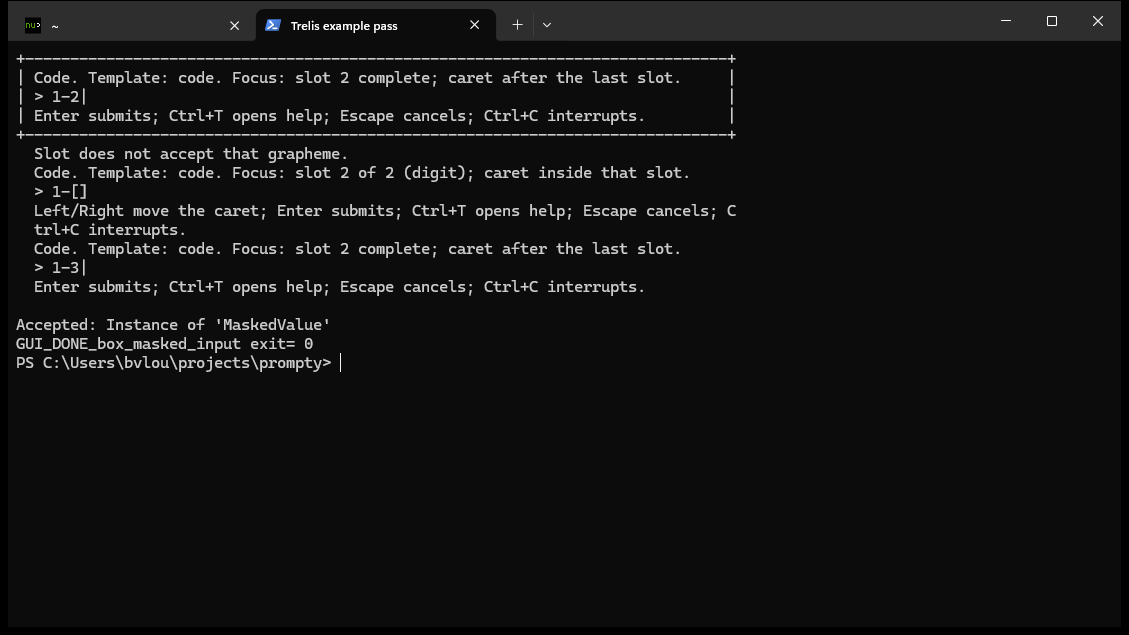 nu> ~
Trelis example pass
+------------------------------------------------------------------------------+
| Code. Template: code. Focus: slot 2 complete; caret after the last slot. |
| > 1-2| |
| Enter submits; Ctrl+T opens help; Escape cancels; Ctrl+C interrupts. |
+------------------------------------------------------------------------------+
Slot does not accept that grapheme.
Code. Template: code. Focus: slot 2 of 2 (digit); caret inside that slot.
> 1-[]
Left/Right move the caret; Enter submits; Ctrl+T opens help; Escape cancels; C
trl+C interrupts.
Code. Template: code. Focus: slot 2 complete; caret after the last slot.
> 1-3|
Enter submits; Ctrl+T opens help; Escape cancels; Ctrl+C interrupts.
Accepted: Instance of 'MaskedValue'
GUI_DONE_box_masked_input exit= 0
PS C:\Users\bvlou\projects\prompty>